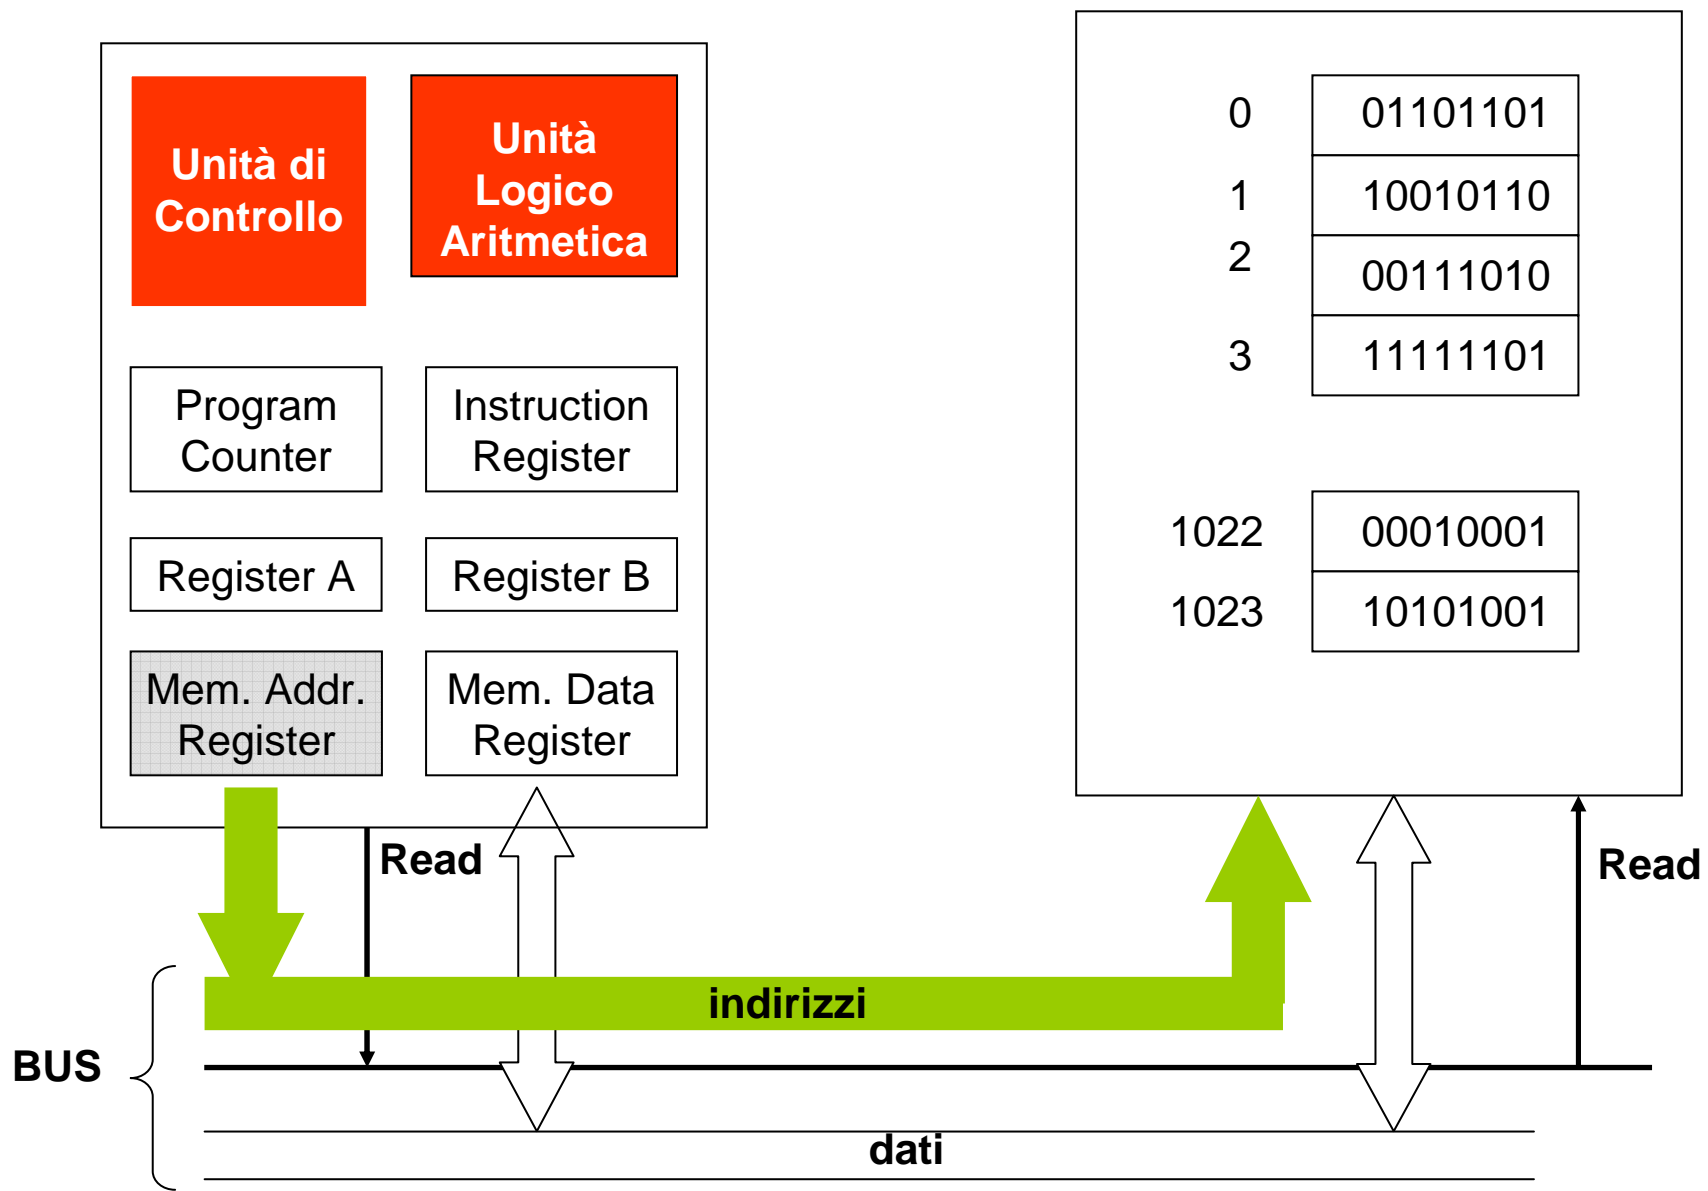 Unità di
Controllo
Unità
Logico
Aritmetica
Program
Counter
Instruction
Register
Register A
Register B
Mem. Addr.
Register
Mem. Data
Register
0 01101101
1 10010110
2 00111010
3 11111101
1022 00010001
1023 10101001
Read
Read
indirizzi
BUS
dati